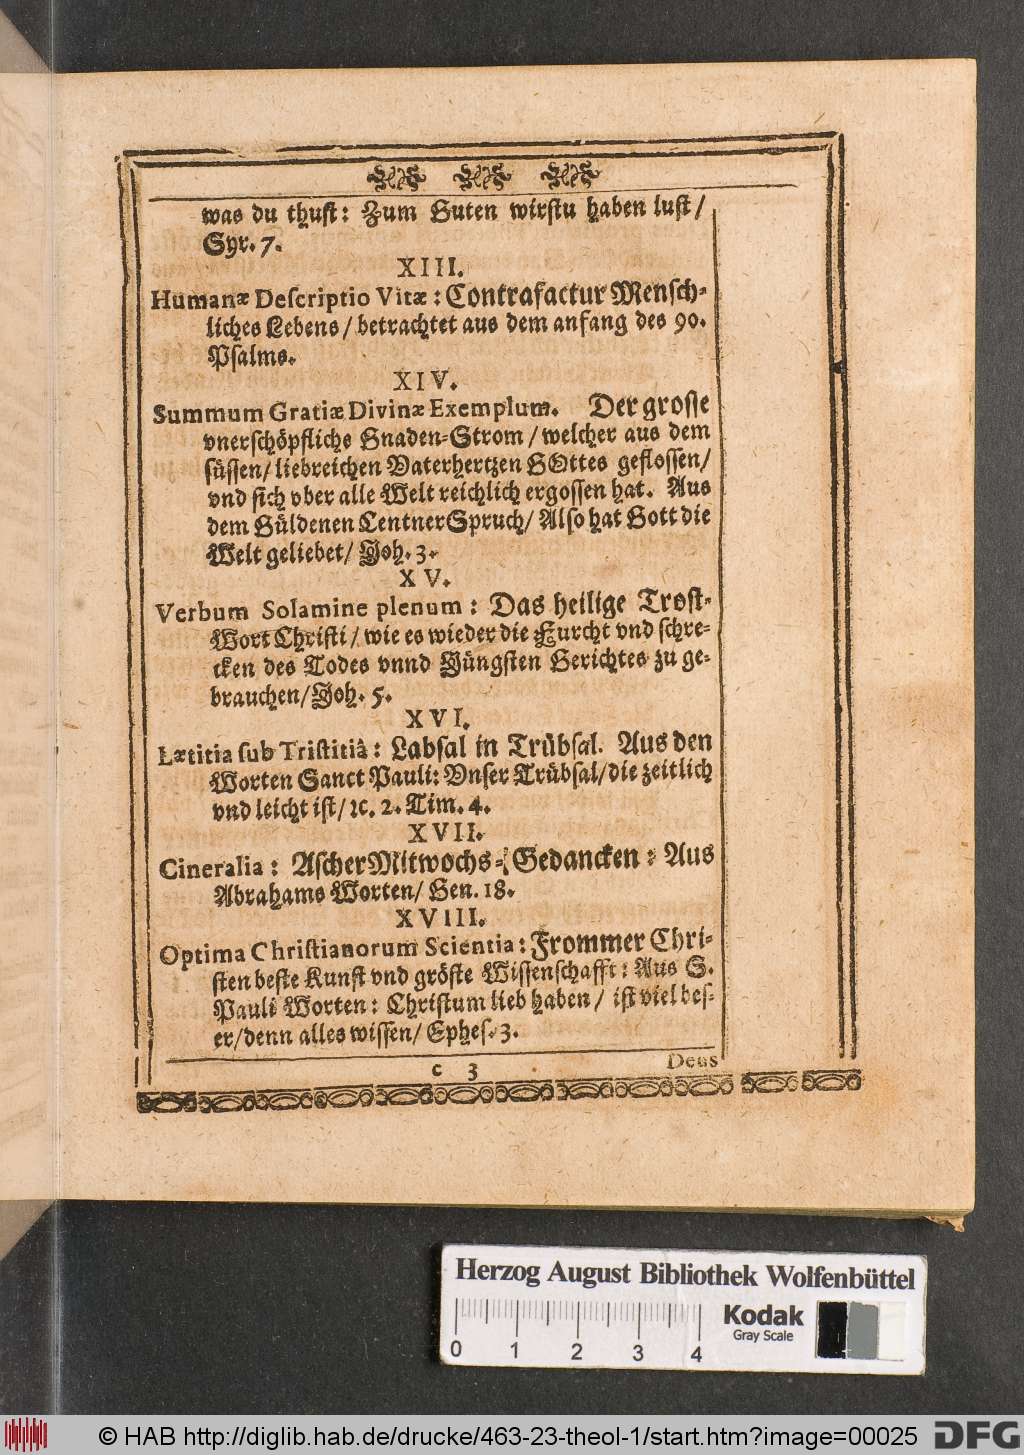 was du thuſt: Zum Guten wirſtu haben luſt/
Syr. 7.
XIII.
Humanæ Deſcriptio Vitæ: Contrafactur Menſch-
liches Lebens/ betrachtet aus dem anfang des 90.
Pſalms.
XIV.
Summum Gratiæ Divinæ Exemplum. Der groſſe
vnerſchöpfliche Gnaden-Strom/ welcher aus dem
ſüſſen/ liebreichen Vaterhertzen GOttes gefloſſen/
vnd ſich vber alle Welt reichlich ergoſſen hat. Aus
dem Güldenen CentnerSpruch/ Alſo hat Gott die
Welt geliebet/ Joh. 3.
XV.
Verbum Solamine plenum: Das heilige Troſt-
Wort Chriſti/ wie es wieder die Furcht vnd ſchre-
cken des Todes vnnd Jüngſten Gerichtes zu ge-
brauchen/ Joh. 5.
XVI.
Lætitia ſub Triſtitiâ: Labſal in Trübſal. Aus den
Worten Sanct Pauli: Vnſer Trübſal/ die zeitlich
vnd leicht iſt/ ꝛc. 2. Tim. 4.
XVII.
Cineralia: AſcherMitwochs-Gedancken: Aus
Abrahams Worten/ Gen. 18.
XVIII.
Optima Chriſtianorum Scientia: Frommer Chri-
ſten beſte Kunſt vnd gröſte Wiſſenſchafft: Aus S.
Pauli Worten: Chriſtum lieb haben/ iſt viel beſ-
er/ denn alles wiſſen/ Epheſ. 3.
c 3 Deus
Herzog August Bibliothek Wolfenbüttel
Kodak
Gray Scale
0 1 2 3 4
© HAB http://diglib.hab.de/drucke/463-23-theol-1/start.htm?image=00025
DFG